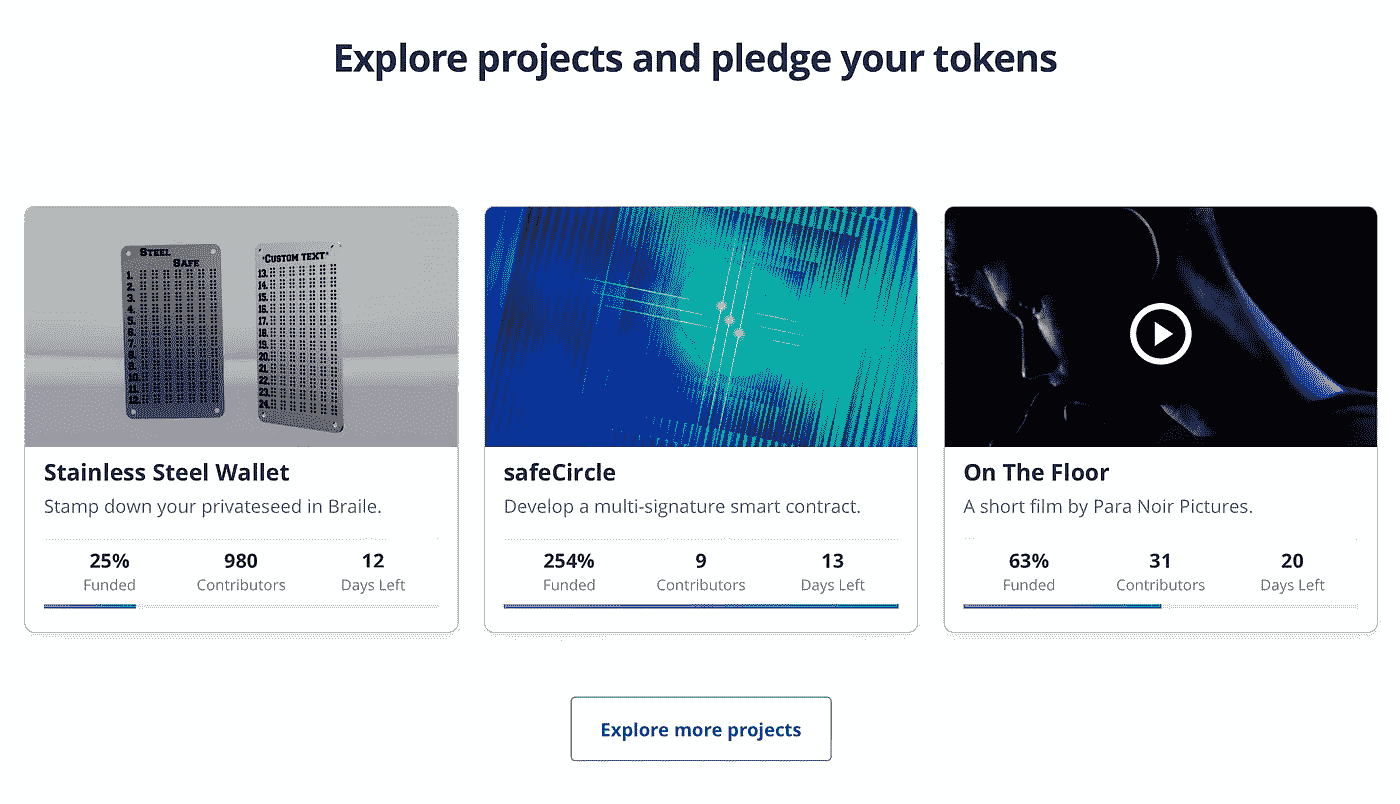 Explore projects and pledge your tokens
STEEL
SAFE
1.
2.
3.
4.
5.
6.
7.
8.
9.
10.
11.
12.
"CUSTOM TEXT"
13.
14.
15.
16.
17.
18.
19.
20.
21.
22.
23.
24.
Stainless Steel Wallet
Stamp down your privateseed in Braile.
25% 980 12
Funded Contributors Days Left
safeCircle
Develop a multi-signature smart contract.
254% 9 13
Funded Contributors Days Left
On The Floor
A short film by Para Noir Pictures.
63% 31 20
Funded Contributors Days Left
Explore more projects